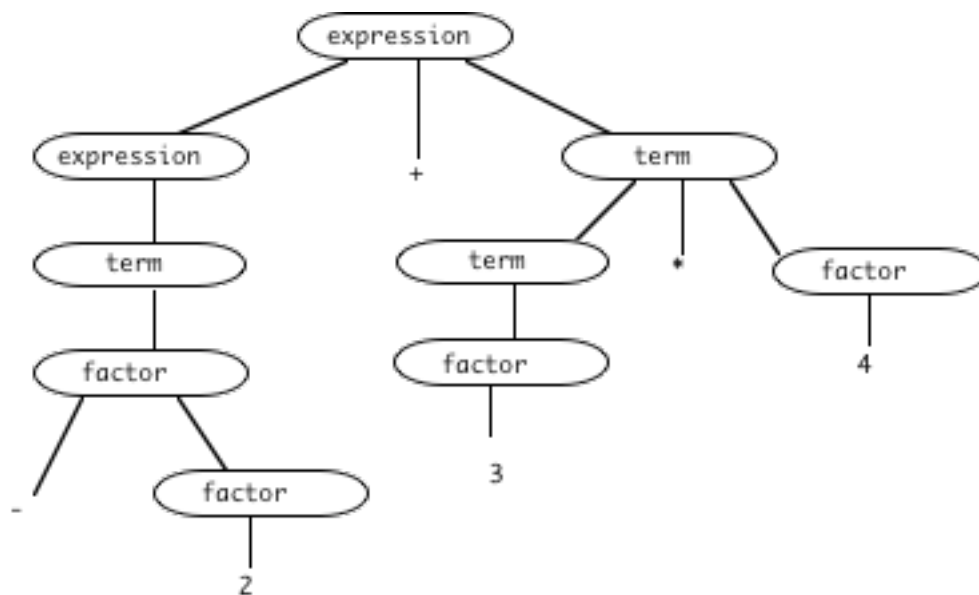 expression
expression + term
term term * factor
factor factor 4
- factor 3
2